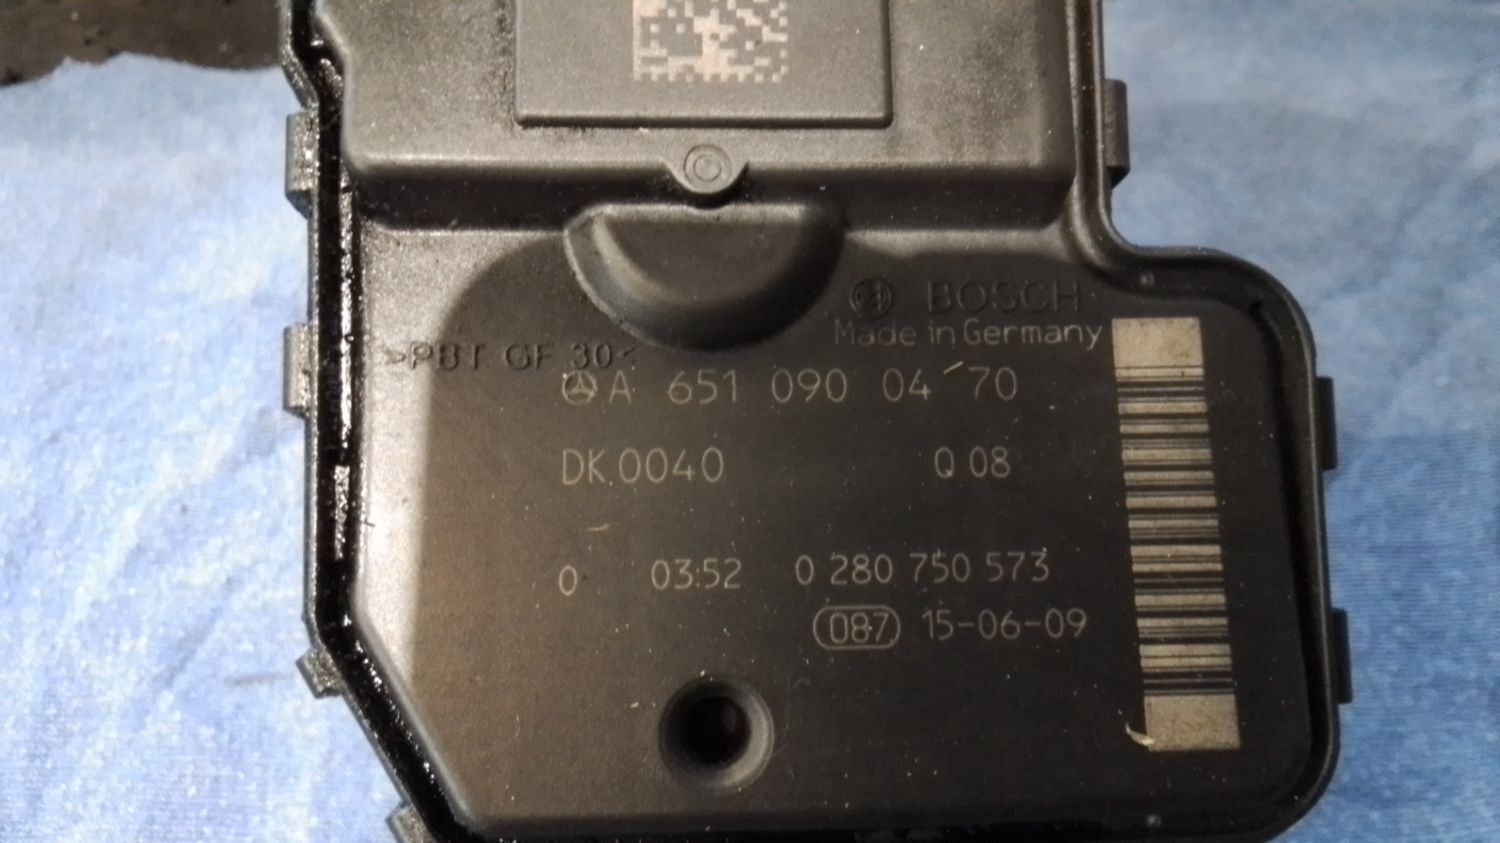 BOSCH
Made in Germany
>PBT GF 30<
A 651 090 04 70
DK.0040 Q 08
0 03:52 0 280 750 573
087 15-06-09